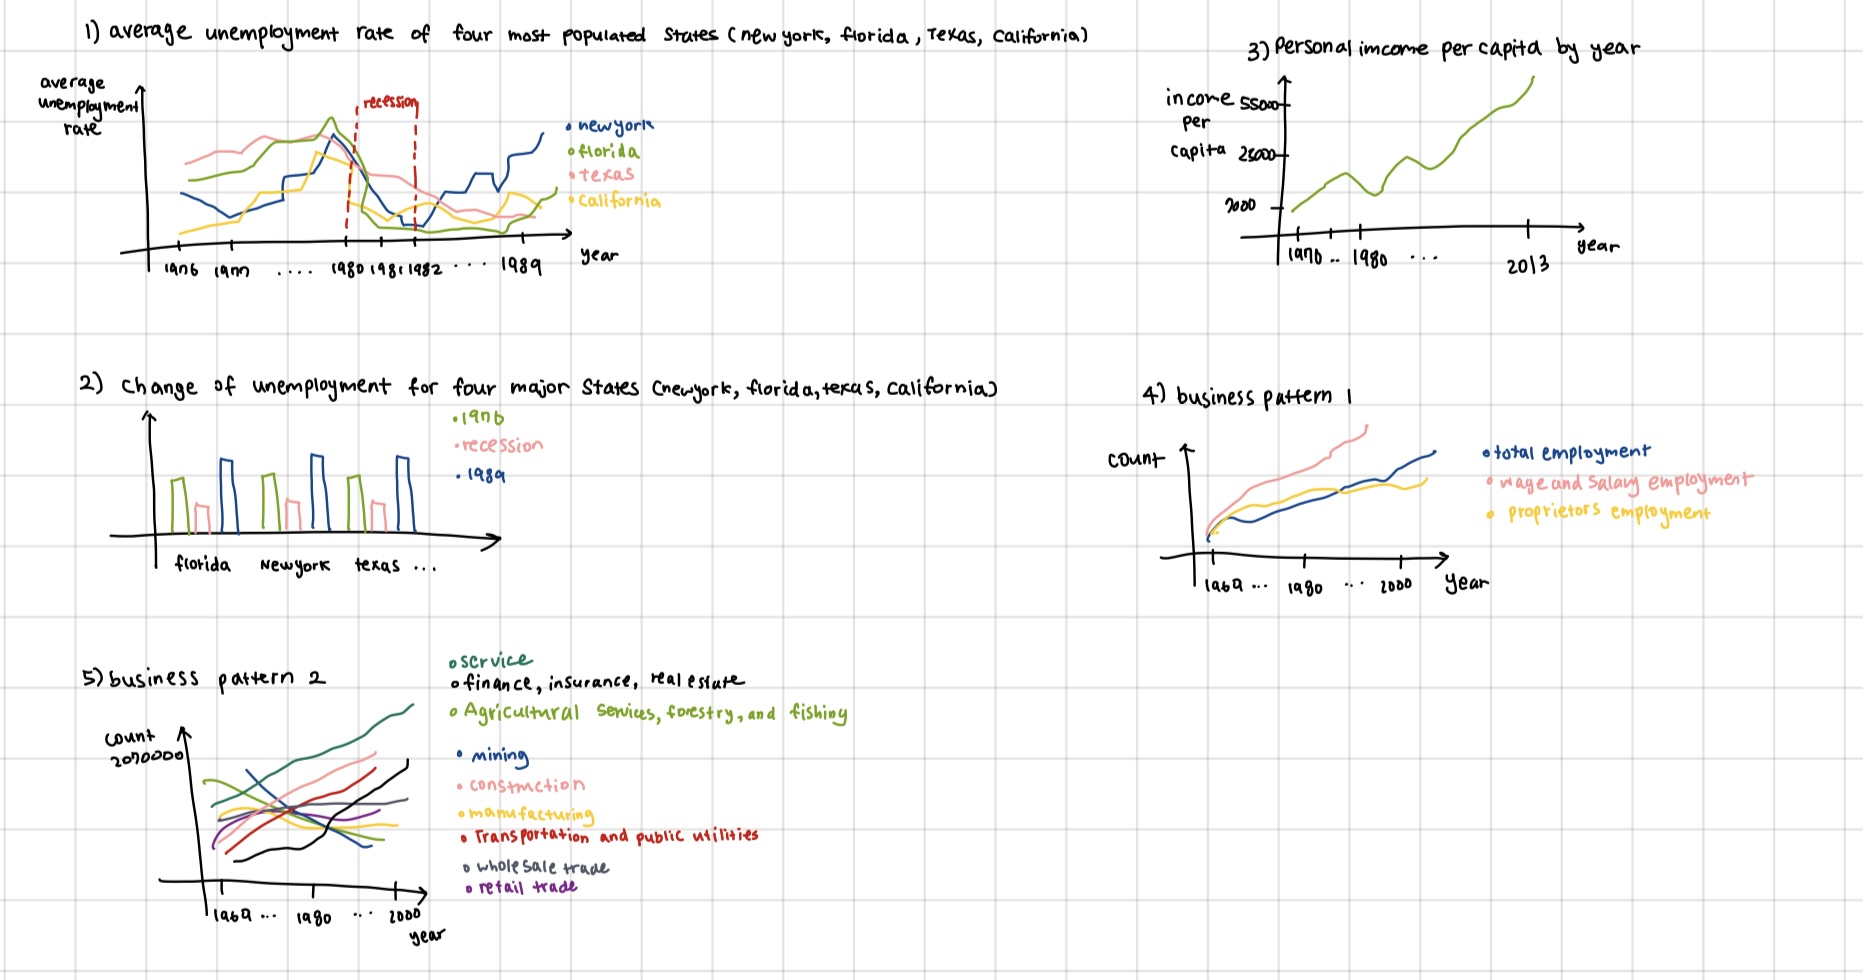 1) average unemployment rate of four most populated states (new york, florida, Texas, California)
average
unemployment
rate
recession
• new york
• florida
• texas
• California
1976 1977 .... 1980 1981 1982 .... 1989
year
3) Personal imcome per capita by year
income
per
capita
55000
25000
7000
1970 .. 1980 ... 2013
year
2) Change of unemployment for four major States (newyork, florida, texas, California)
• 1976
• recession
• 1989
florida Newyork texas ...
4) business pattern 1
count
• total employment
• wage and salary employment
• proprietors employment
1969 ... 1980 ... 2000 year
5) business pattern 2
• service
• finance, insurance, real estate
• Agricultural Services, forestry, and fishing
• mining
• construction
• manufacturing
• Transportation and public utilities
• wholesale trade
• retail trade
count
2070000
1969 ... 1980 ... 2000
year